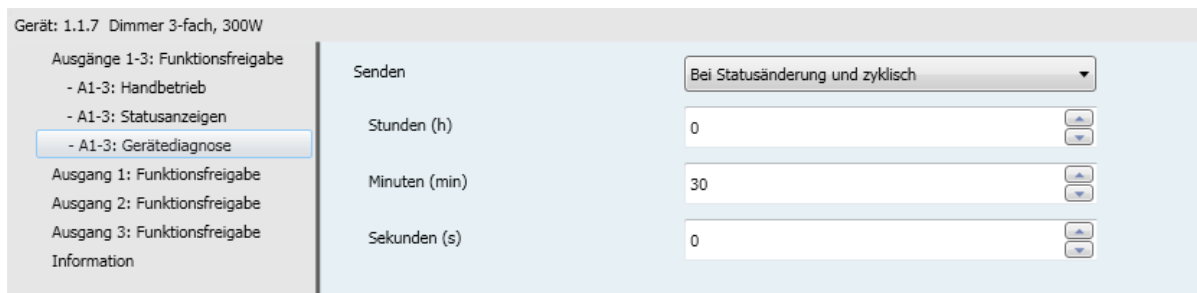 Gerät: 1.1.7 Dimmer 3-fach, 300W
Ausgänge 1-3: Funktionsfreigabe
- A1-3: Handbetrieb
- A1-3: Statusanzeigen
- A1-3: Gerätediagnose
Ausgang 1: Funktionsfreigabe
Ausgang 2: Funktionsfreigabe
Ausgang 3: Funktionsfreigabe
Information
Senden Bei Statusänderung und zyklisch
Stunden (h) 0
Minuten (min) 30
Sekunden (s) 0